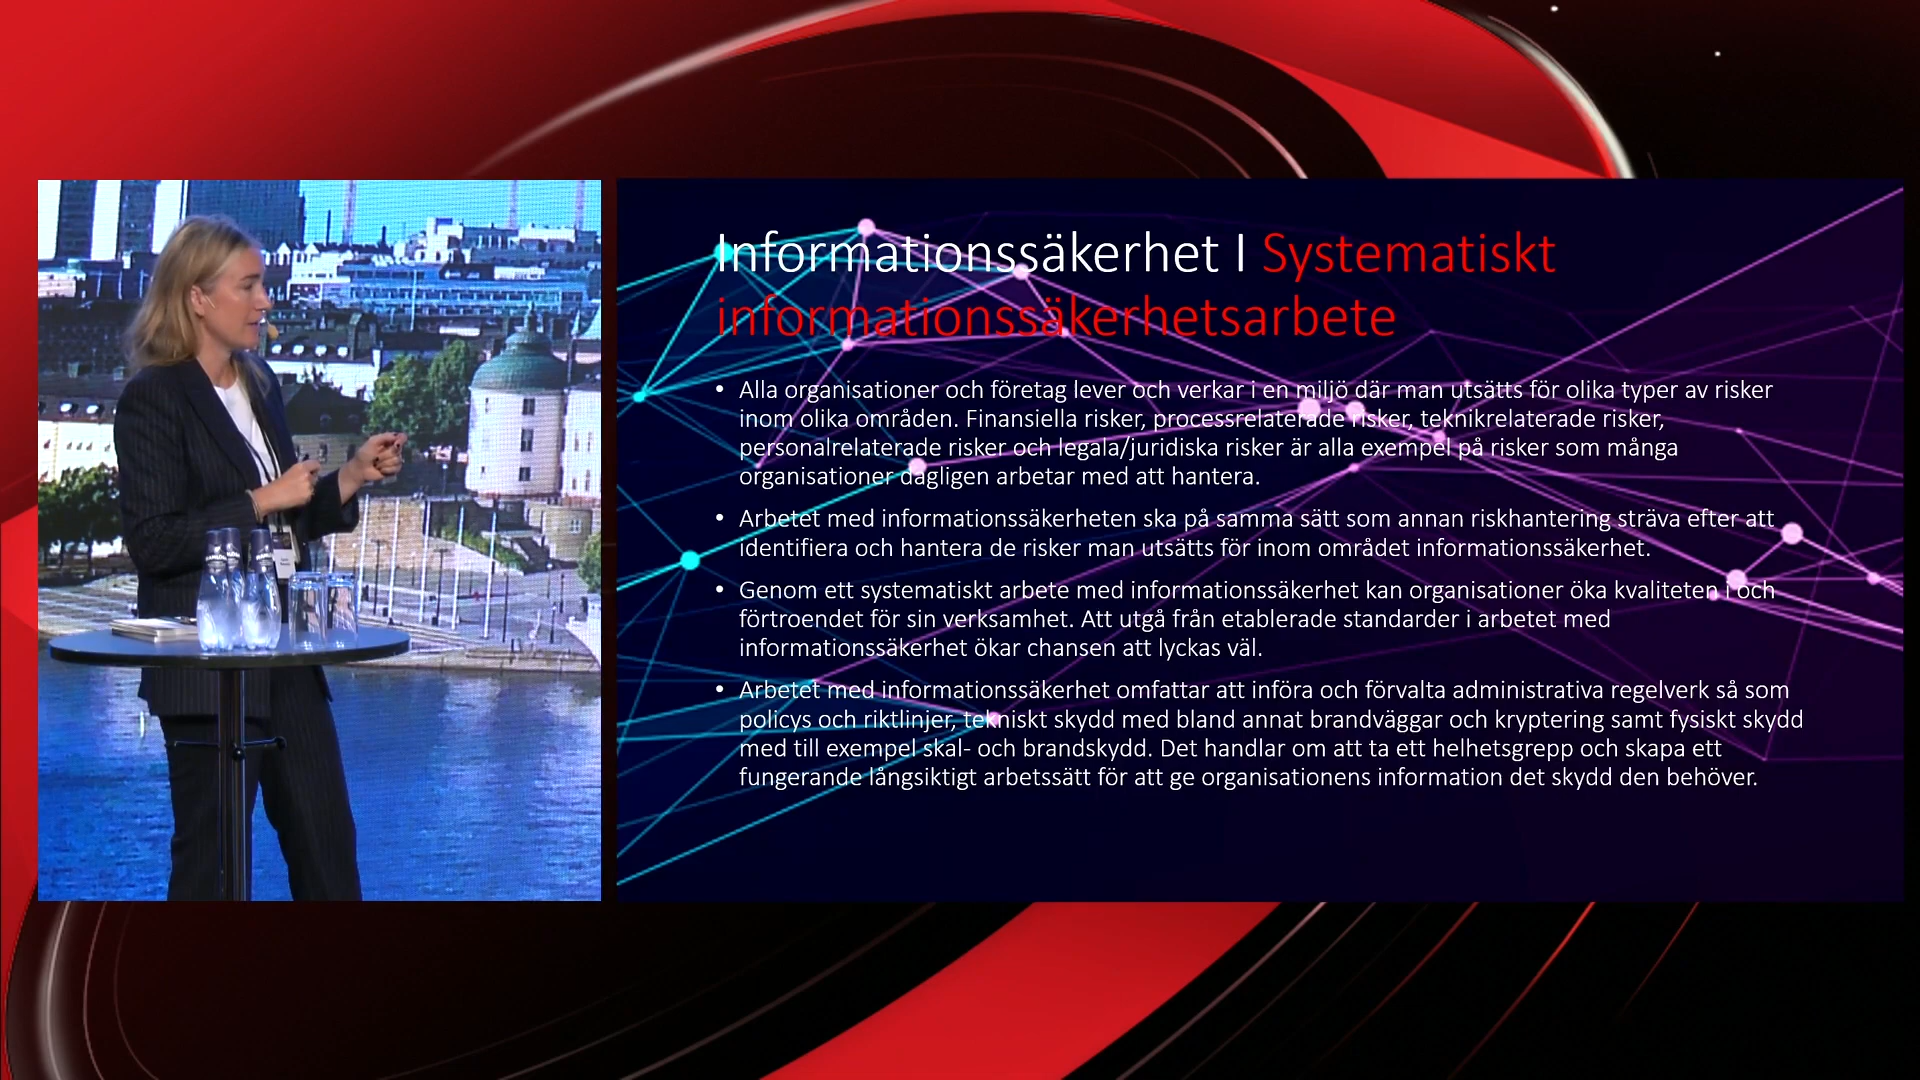 Informationssäkerhet I Systematiskt
informationssäkerhetsarbete
• Alla organisationer och företag lever och verkar i en miljö där man utsätts för olika typer av risker
inom olika områden. Finansiella risker, processrelaterade risker, teknikrelaterade risker,
personalrelaterade risker och legala/juridiska risker är alla exempel på risker som många
organisationer dagligen arbetar med att hantera.
• Arbetet med informationssäkerheten ska på samma sätt som annan riskhantering sträva efter att
identifiera och hantera de risker man utsätts för inom området informationssäkerhet.
• Genom ett systematiskt arbete med informationssäkerhet kan organisationer öka kvaliteten i och
förtroendet för sin verksamhet. Att utgå från etablerade standarder i arbetet med
informationssäkerhet ökar chansen att lyckas väl.
• Arbetet med informationssäkerhet omfattar att införa och förvalta administrativa regelverk så som
policys och riktlinjer, tekniskt skydd med bland annat brandväggar och kryptering samt fysiskt skydd
med till exempel skal- och brandskydd. Det handlar om att ta ett helhetsgrepp och skapa ett
fungerande långsiktigt arbetssätt för att ge organisationens information det skydd den behöver.